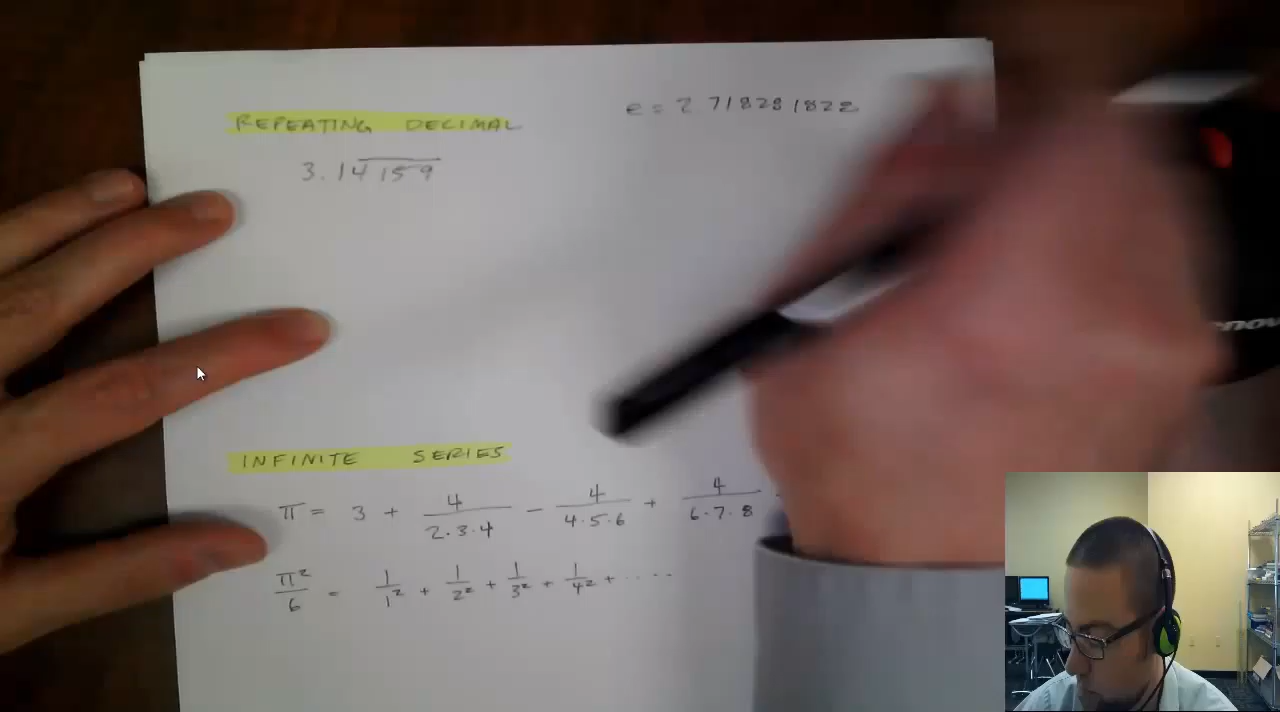 REPEATING DECIMAL
e = 2 718281822
3.14159
INFINITE SERIES
π = 3 + 4/(2·3·4) − 4/(4·5·6) + 4/(6·7·8)
π²/6 = 1/1² + 1/2² + 1/3² + 1/4² + ....